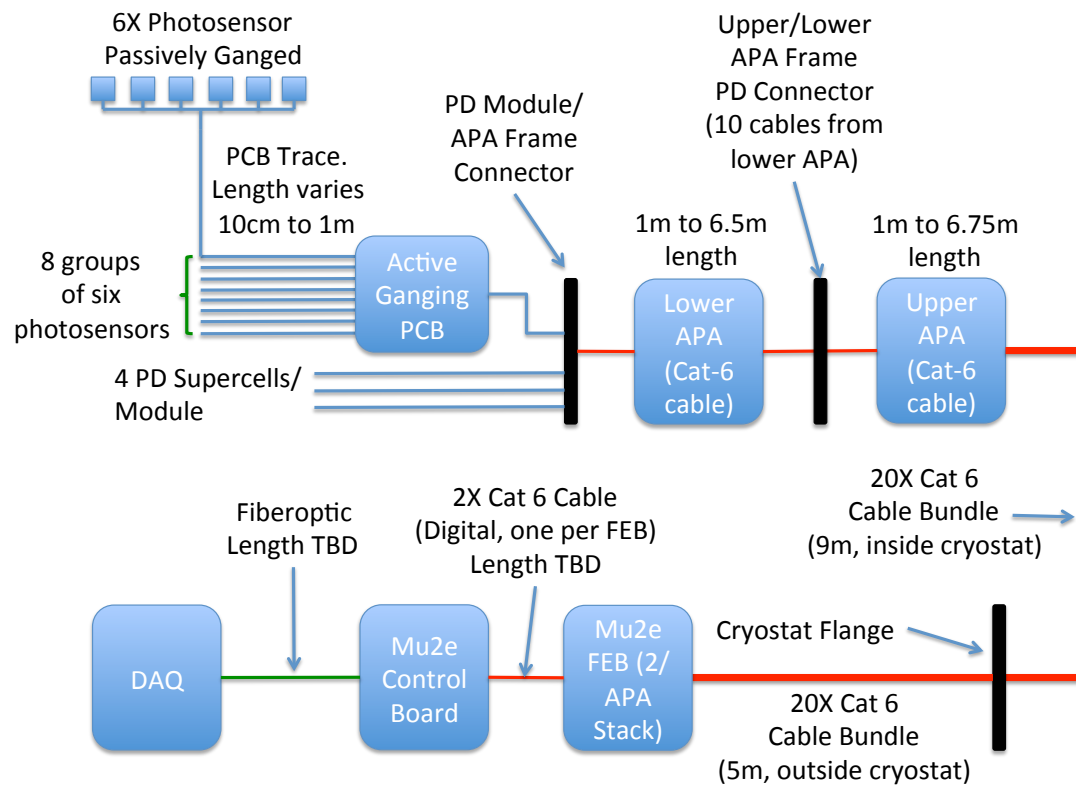 6X Photosensor
Passively Ganged
PCB Trace.
Length varies
10cm to 1m
8 groups
of six
photosensors
Active
Ganging
PCB
4 PD Supercells/
Module
PD Module/
APA Frame
Connector
Upper/Lower
APA Frame
PD Connector
(10 cables from
lower APA)
1m to 6.5m
length
Lower
APA
(Cat-6
cable)
1m to 6.75m
length
Upper
APA
(Cat-6
cable)
20X Cat 6
Cable Bundle
(9m, inside cryostat)
Fiberoptic
Length TBD
2X Cat 6 Cable
(Digital, one per FEB)
Length TBD
DAQ
Mu2e
Control
Board
Mu2e
FEB (2/
APA
Stack)
Cryostat Flange
20X Cat 6
Cable Bundle
(5m, outside cryostat)